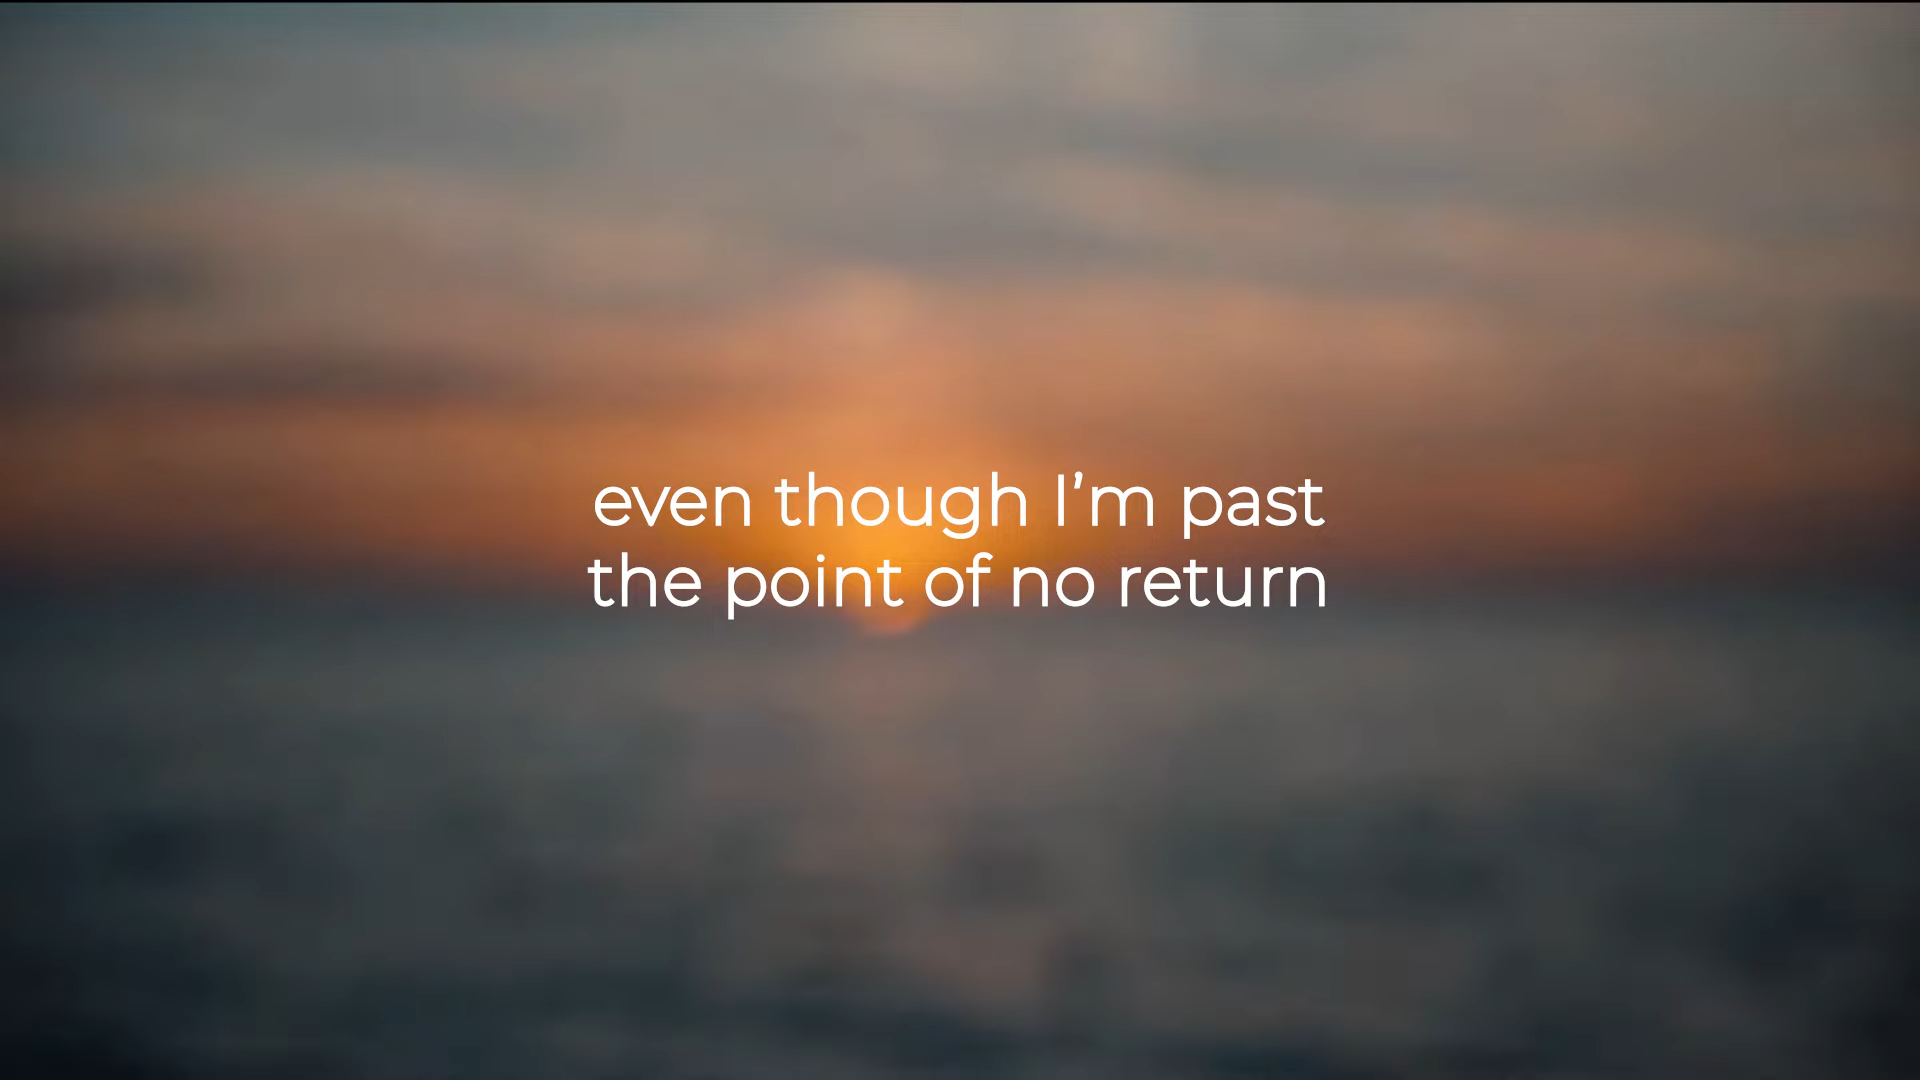 even though I’m past
the point of no return